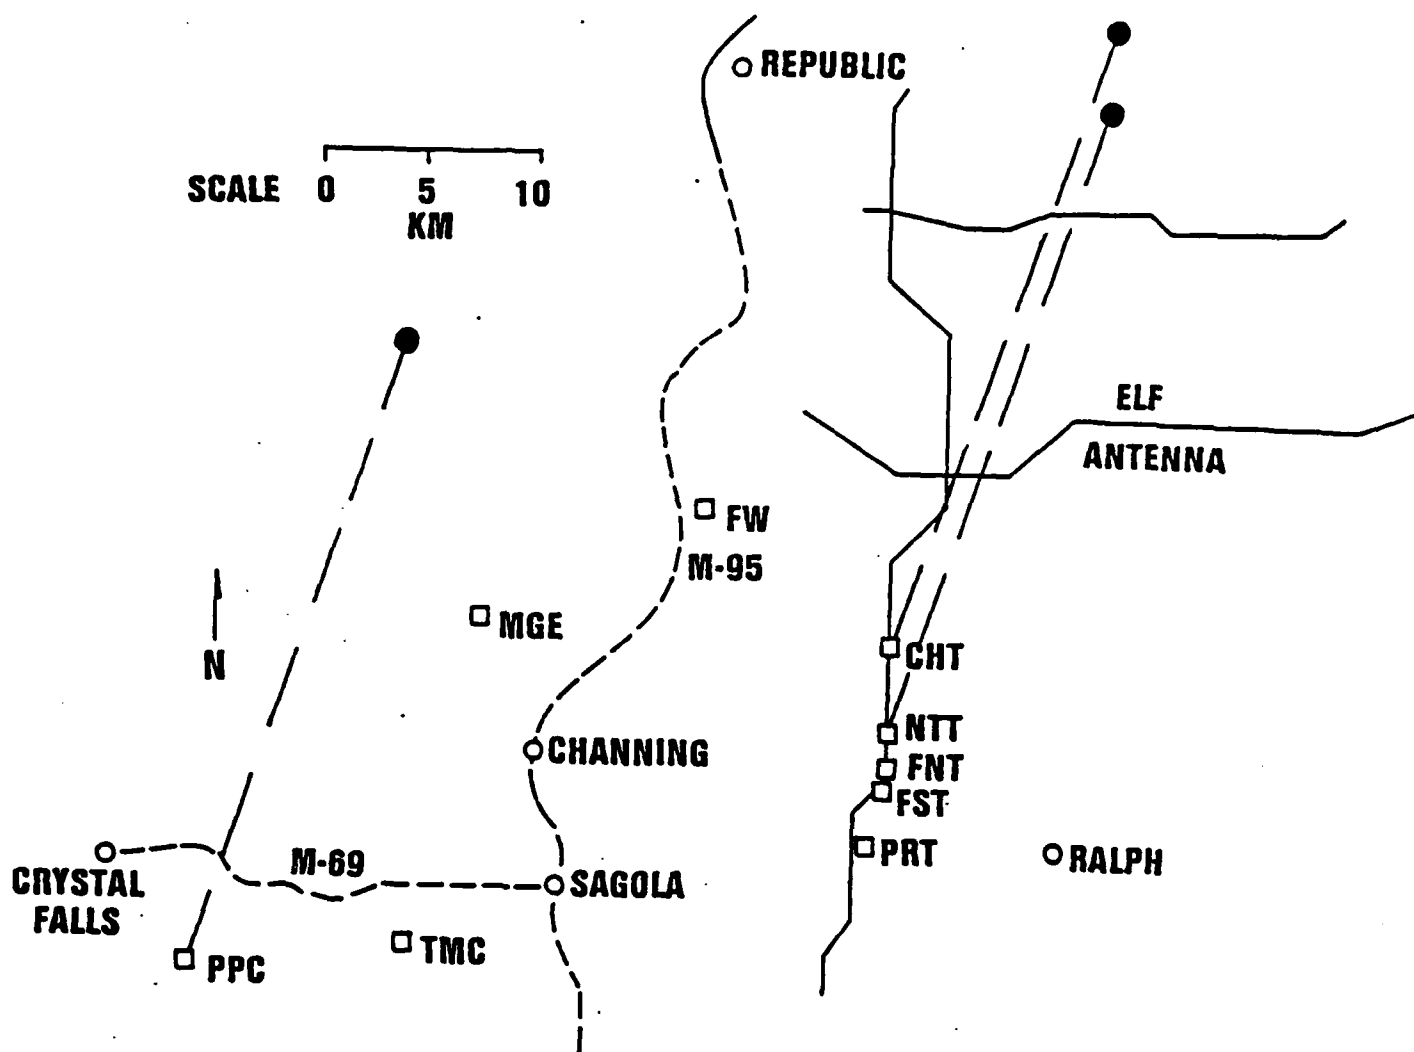 REPUBLIC
SCALE 0 5 10
KM
ELF
ANTENNA
FW
M-95
MGE
N
CHT
NTT
CHANNING
FNT
FST
M-69
PRT
RALPH
CRYSTAL
FALLS
SAGOLA
TMC
PPC